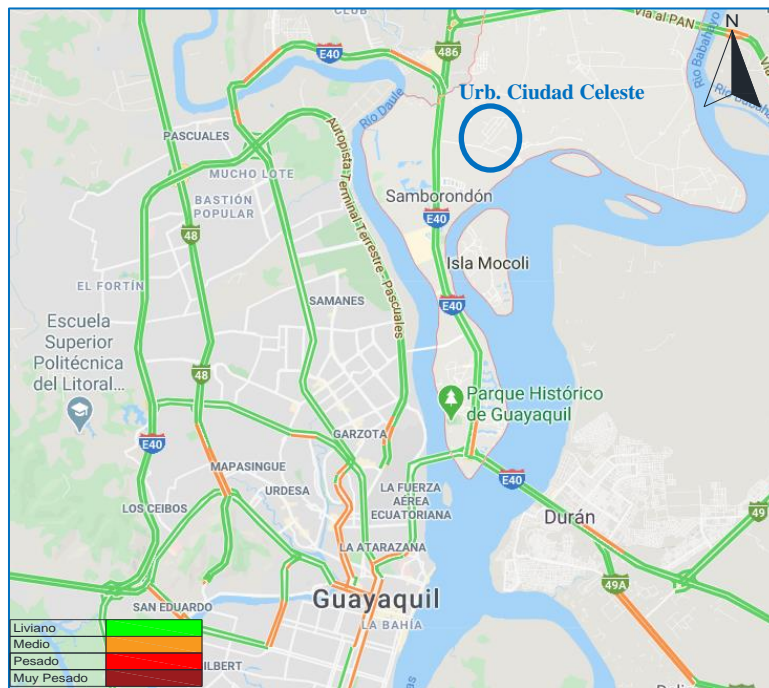 CLUB
Vía al PAN
N
E40
486
Vía
Río Babahoyo
Urb. Ciudad Celeste
Río Daule
PASCUALES
Autopista Terminal Terrestre - Pascuales
MUCHO LOTE
BASTIÓN
POPULAR
Samborondón
E40
48
Isla Mocoli
EL FORTÍN
SAMANES
E40
Escuela
Superior
Politécnica
del Litoral...
48
Parque Histórico
de Guayaquil
GARZOTA
E40
MAPASINGUE
E40
URDESA
LA FUERZA
AÉREA
ECUATORIANA
LOS CEIBOS
Durán
49
LA ATARAZANA
49A
Guayaquil
SAN EDUARDO
LA BAHÍA
Liviano
Medio
Pesado
Muy Pesado
ILBERT